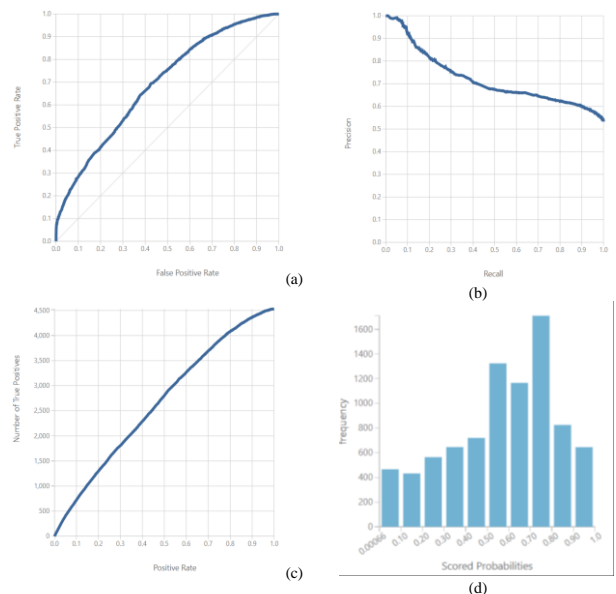 1.0
0.9
0.8
0.7
0.6
0.5
0.4
0.3
0.2
0.1
0.0
True Positive Rate
0.0 0.1 0.2 0.3 0.4 0.5 0.6 0.7 0.8 0.9 1.0
False Positive Rate
(a)
1.0
0.9
0.8
0.7
0.6
0.5
0.4
0.3
0.2
0.1
0.0
Precision
0.0 0.1 0.2 0.3 0.4 0.5 0.6 0.7 0.8 0.9 1.0
Recall
(b)
4,500
4,000
3,500
3,000
2,500
2,000
1,500
1,000
500
0
Number of True Positives
0.0 0.1 0.2 0.3 0.4 0.5 0.6 0.7 0.8 0.9 1.0
Positive Rate
(c)
1600
1400
1200
1000
800
600
400
200
0
frequency
0.00066 0.10 0.20 0.30 0.40 0.50 0.60 0.70 0.80 0.90 1.0
Scored Probabilities
(d)